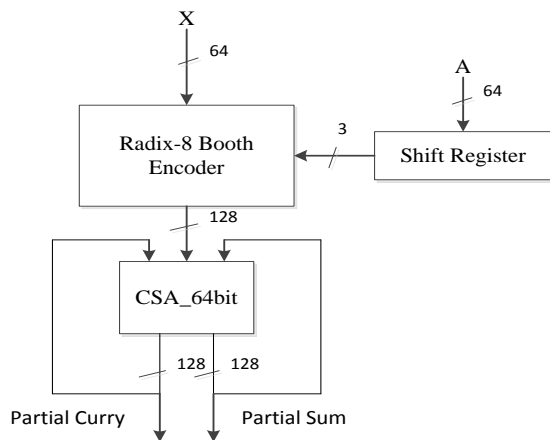 X
64
A
64
Radix-8 Booth
Encoder
3
Shift Register
128
CSA_64bit
128
128
Partial Curry
Partial Sum